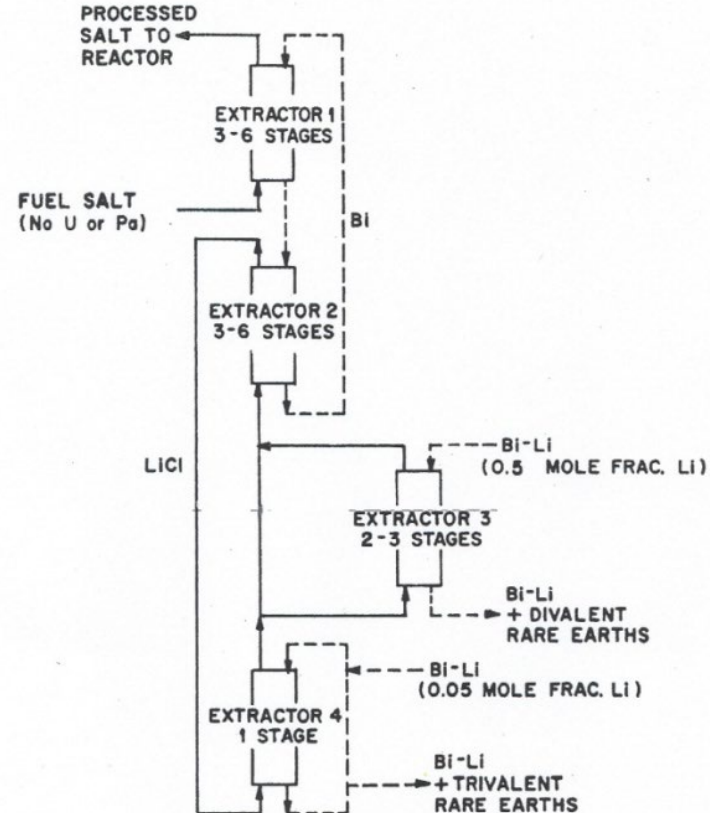 PROCESSED
SALT TO
REACTOR
EXTRACTOR 1
3-6 STAGES
FUEL SALT
(No U or Pa)
Bi
EXTRACTOR 2
3-6 STAGES
LiCl
Bi-Li
(0.5 MOLE FRAC. Li)
EXTRACTOR 3
2-3 STAGES
Bi-Li
+ DIVALENT
RARE EARTHS
Bi-Li
(0.05 MOLE FRAC. Li)
EXTRACTOR 4
1 STAGE
Bi-Li
+TRIVALENT
RARE EARTHS